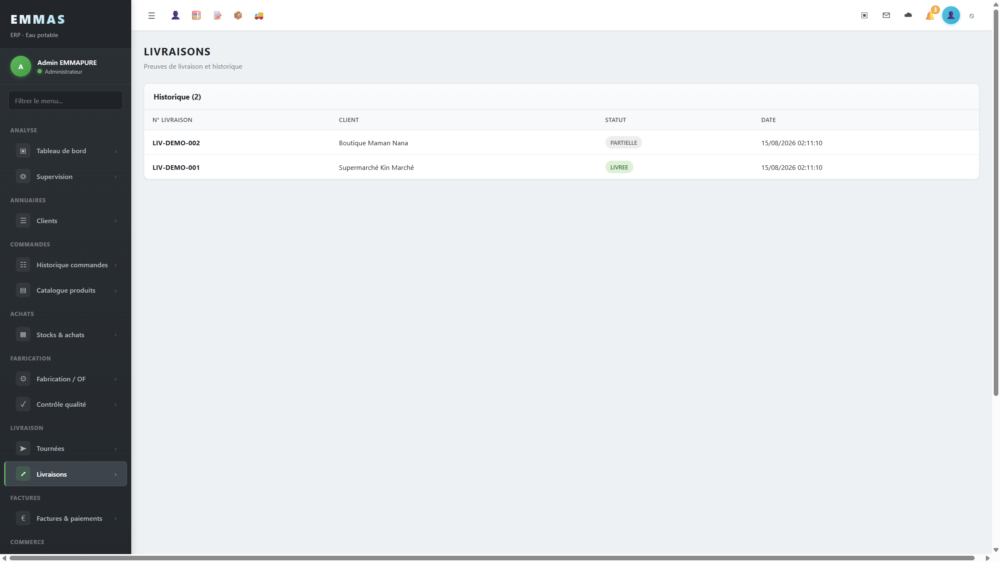 EMMAS
ERP · Eau potable
A
Admin EMMAPURE
Administrateur
Filtrer le menu...
ANALYSE
Tableau de bord
Supervision
ANNUAIRES
Clients
COMMANDES
Historique commandes
Catalogue produits
ACHATS
Stocks & achats
FABRICATION
Fabrication / OF
Contrôle qualité
LIVRAISON
Tournées
Livraisons
FACTURES
€ Factures & paiements
COMMERCE
3
LIVRAISONS
Preuves de livraison et historique
Historique (2)
N° LIVRAISON CLIENT STATUT DATE
LIV-DEMO-002 Boutique Maman Nana PARTIELLE 15/08/2026 02:11:10
LIV-DEMO-001 Supermarché Kin Marché LIVREE 15/08/2026 02:11:10